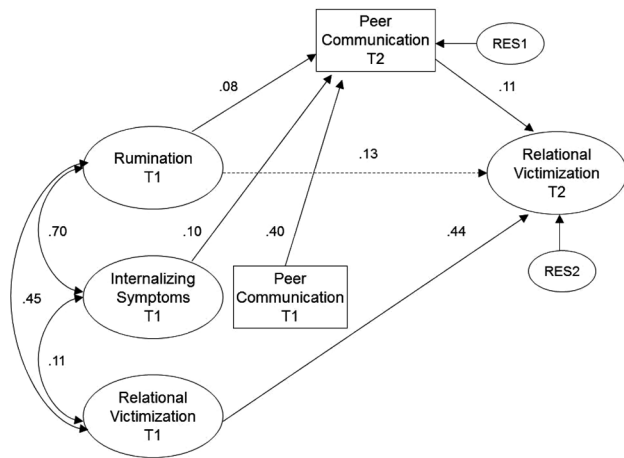 Peer
Communication
T2
RES1
.08
.11
Rumination
T1
.13
Relational
Victimization
T2
.70
.10
.40
.44
Internalizing
Symptoms
T1
Peer
Communication
T1
RES2
.45
.11
Relational
Victimization
T1